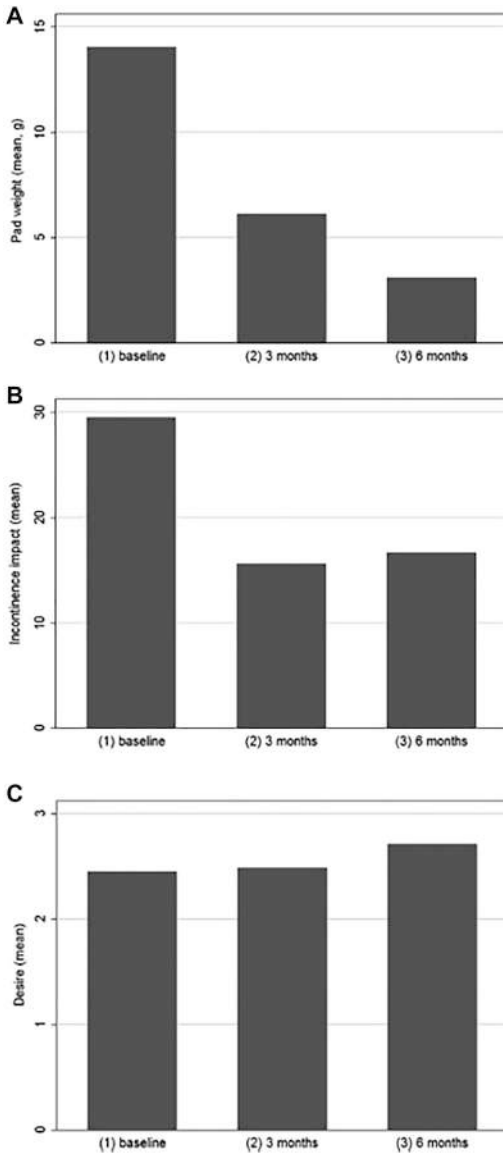 A
Pad weight (mean, g)
15
10
5
0
(1) baseline
(2) 3 months
(3) 6 months
B
Incontinence impact (mean)
30
20
10
0
(1) baseline
(2) 3 months
(3) 6 months
C
Desire (mean)
3
2
1
0
(1) baseline
(2) 3 months
(3) 6 months